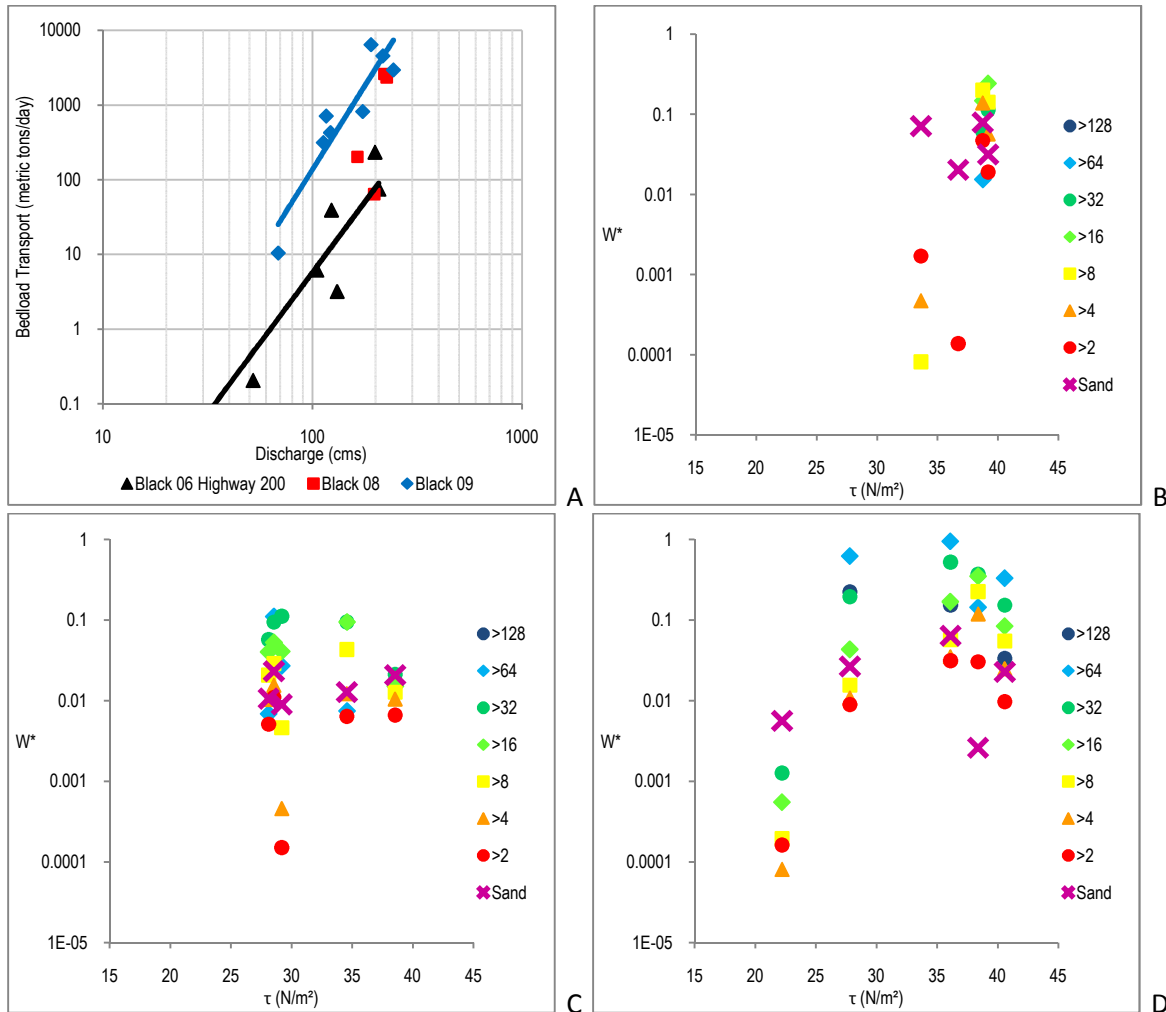 10000
1000
100
10
1
0.1
Bedload Transport (metric tons/day)
10 100 1000
Discharge (cms)
Black 06 Highway 200 Black 08 Black 09
A
1
0.1
0.01
0.001
0.0001
1E-05
W*
15 20 25 30 35 40 45
τ (N/m²)
>128
>64
>32
>16
>8
>4
>2
Sand
B
1
0.1
0.01
0.001
0.0001
1E-05
W*
15 20 25 30 35 40 45
τ (N/m²)
>128
>64
>32
>16
>8
>4
>2
Sand
C
1
0.1
0.01
0.001
0.0001
1E-05
W*
15 20 25 30 35 40 45
τ (N/m²)
>128
>64
>32
>16
>8
>4
>2
Sand
D